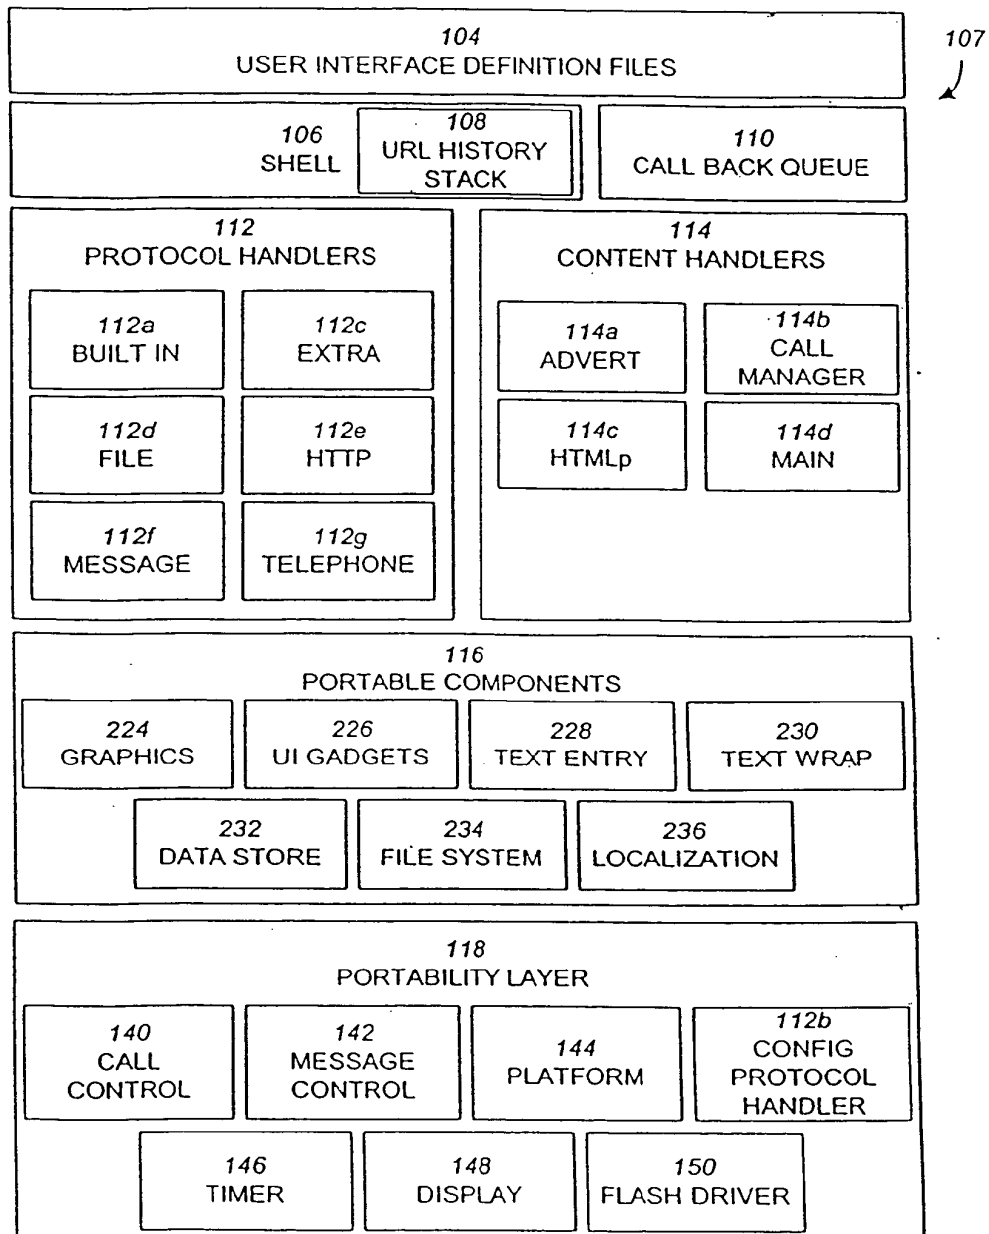 104
USER INTERFACE DEFINITION FILES
107
106
SHELL
108
URL HISTORY
STACK
110
CALL BACK QUEUE
112
PROTOCOL HANDLERS
112a
BUILT IN
112c
EXTRA
112d
FILE
112e
HTTP
112f
MESSAGE
112g
TELEPHONE
114
CONTENT HANDLERS
114a
ADVERT
114b
CALL
MANAGER
114c
HTMLp
114d
MAIN
116
PORTABLE COMPONENTS
224
GRAPHICS
226
UI GADGETS
228
TEXT ENTRY
230
TEXT WRAP
232
DATA STORE
234
FILE SYSTEM
236
LOCALIZATION
118
PORTABILITY LAYER
140
CALL
CONTROL
142
MESSAGE
CONTROL
144
PLATFORM
112b
CONFIG
PROTOCOL
HANDLER
146
TIMER
148
DISPLAY
150
FLASH DRIVER